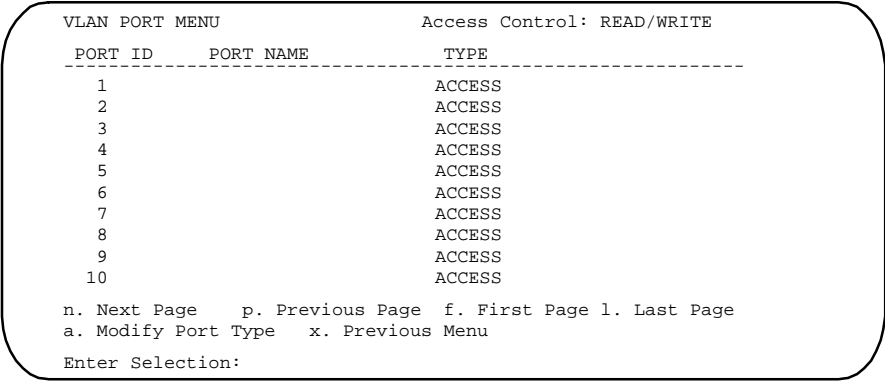 VLAN PORT MENU Access Control: READ/WRITE
PORT ID PORT NAME TYPE
--------------------------------------------------------------
1 ACCESS
2 ACCESS
3 ACCESS
4 ACCESS
5 ACCESS
6 ACCESS
7 ACCESS
8 ACCESS
9 ACCESS
10 ACCESS
n. Next Page p. Previous Page f. First Page l. Last Page
a. Modify Port Type x. Previous Menu
Enter Selection: